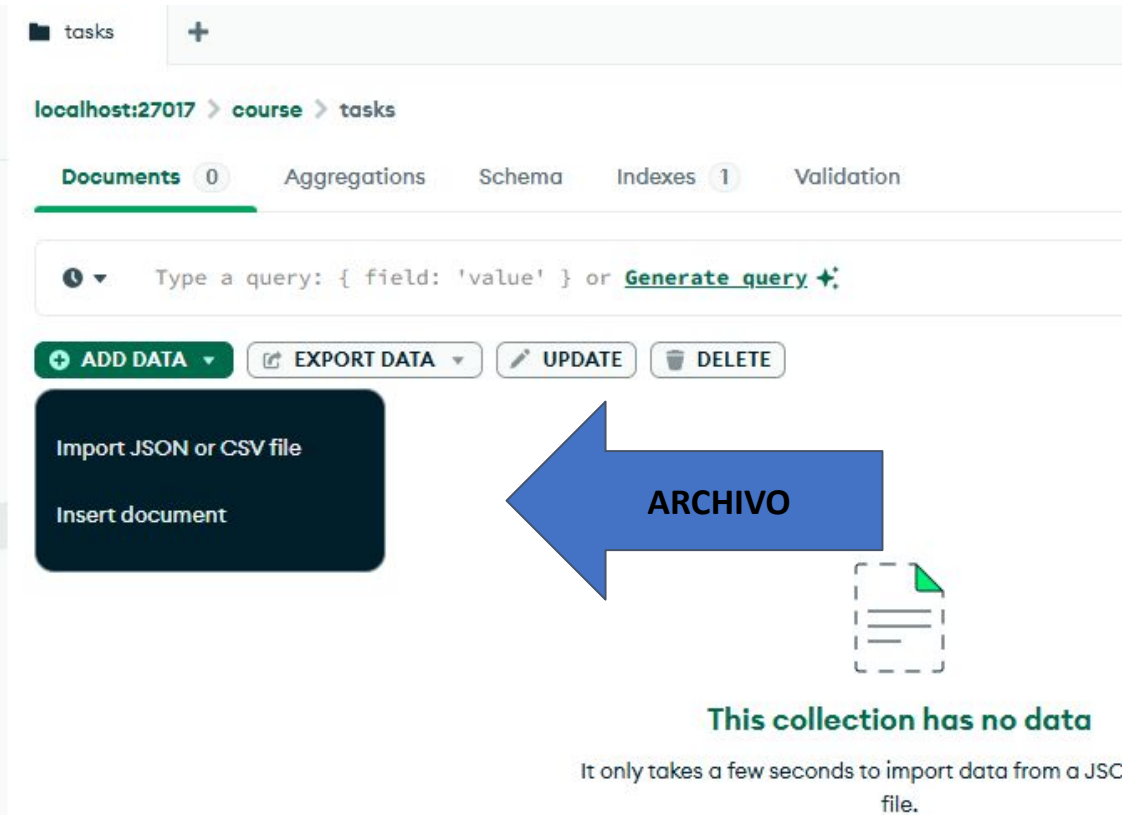 tasks +
localhost:27017 > course > tasks
Documents 0 Aggregations Schema Indexes 1 Validation
Type a query: { field: 'value' } or Generate query
ADD DATA EXPORT DATA UPDATE DELETE
Import JSON or CSV file
Insert document
ARCHIVO
This collection has no data
It only takes a few seconds to import data from a JSO
file.